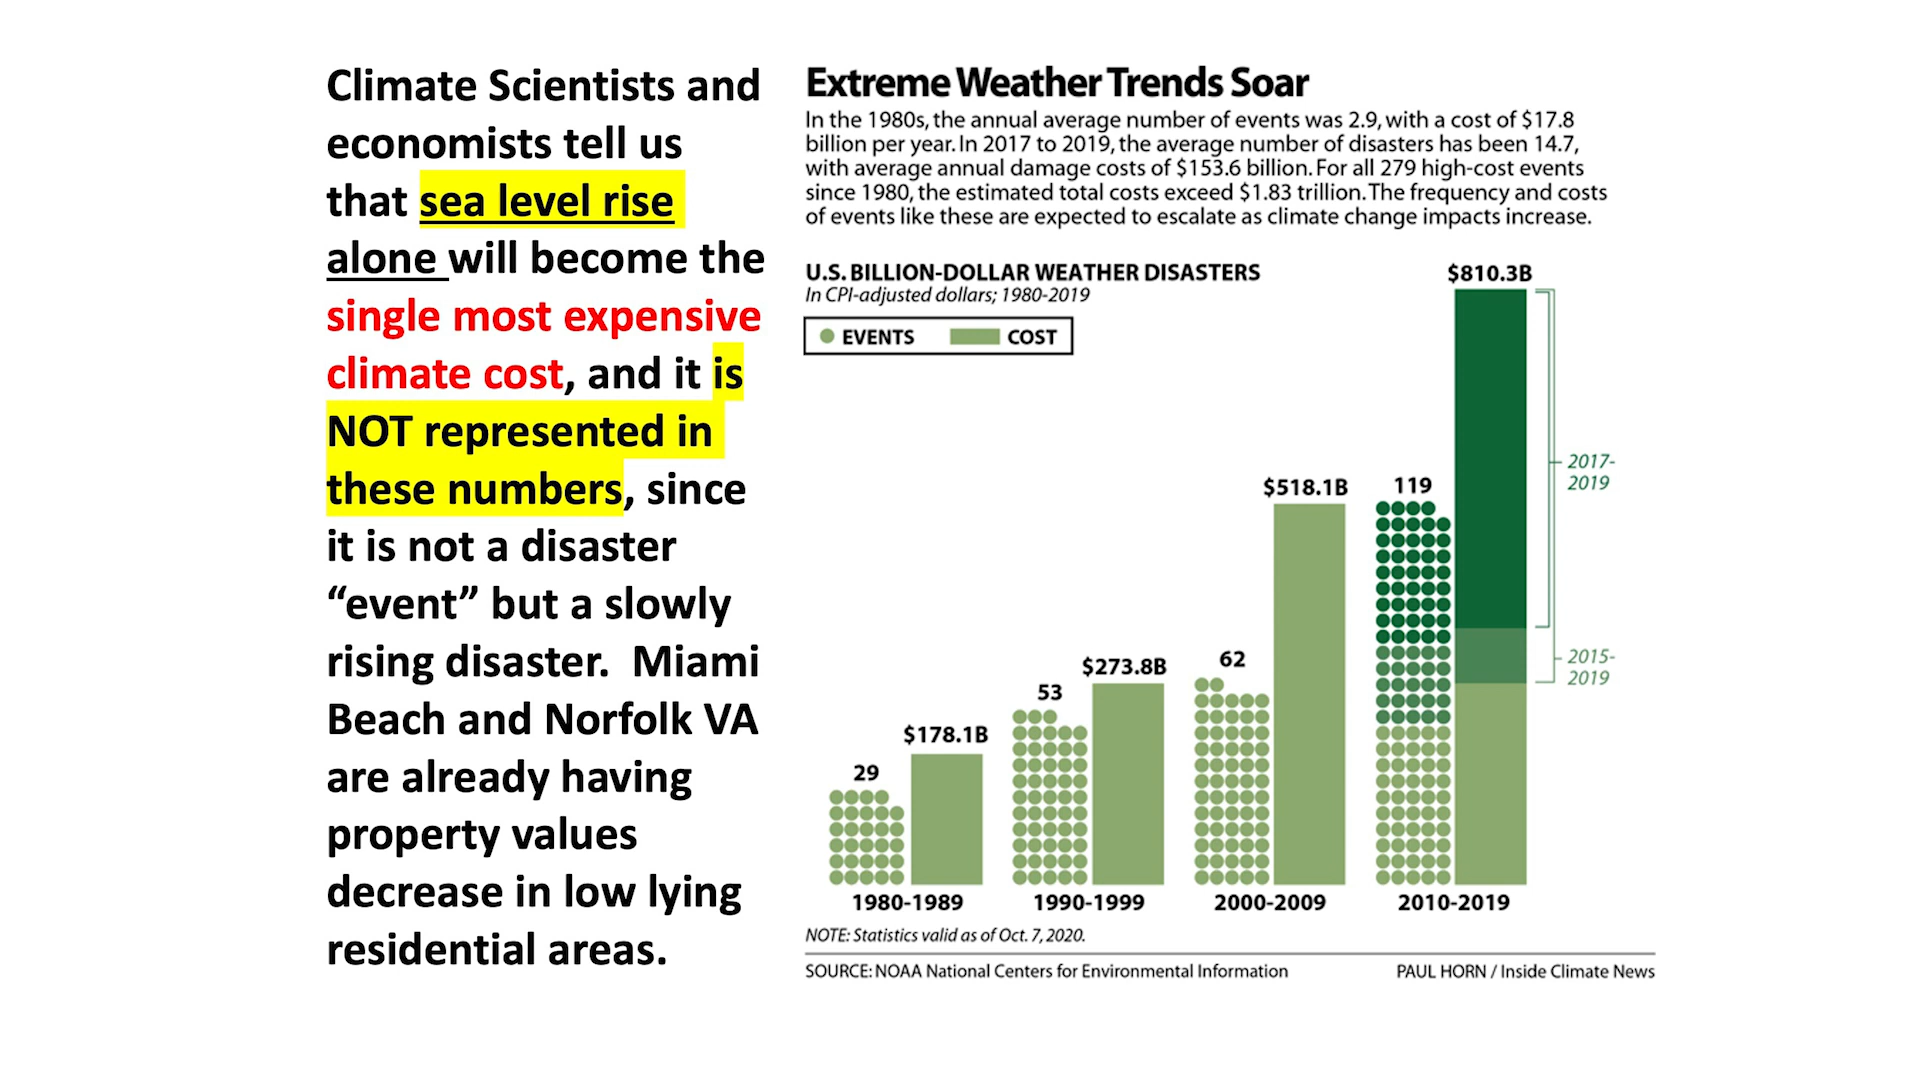 Climate Scientists and
economists tell us
that sea level rise
alone will become the
single most expensive
climate cost, and it is
NOT represented in
these numbers, since
it is not a disaster
“event” but a slowly
rising disaster.  Miami
Beach and Norfolk VA
are already having
property values
decrease in low lying
residential areas.
Extreme Weather Trends Soar
In the 1980s, the annual average number of events was 2.9, with a cost of $17.8
billion per year. In 2017 to 2019, the average number of disasters has been 14.7,
with average annual damage costs of $153.6 billion. For all 279 high-cost events
since 1980, the estimated total costs exceed $1.83 trillion. The frequency and costs
of events like these are expected to escalate as climate change impacts increase.
U.S. BILLION-DOLLAR WEATHER DISASTERS
In CPI-adjusted dollars; 1980-2019
EVENTS COST
29
$178.1B
53
$273.8B
62
$518.1B
119
$810.3B
2017-
2019
2015-
2019
1980-1989 1990-1999 2000-2009 2010-2019
NOTE: Statistics valid as of Oct. 7, 2020.
SOURCE: NOAA National Centers for Environmental Information PAUL HORN / Inside Climate News